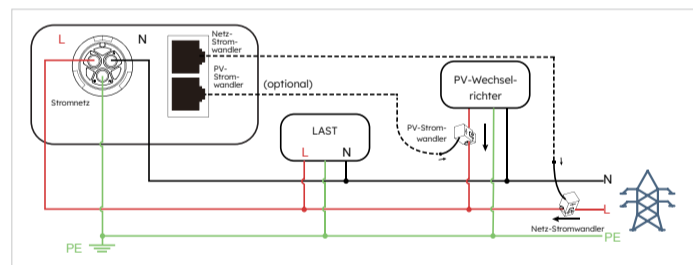 L
N
Netz-
Strom-
wandler
PV-
Strom-
wandler
Stromnetz
(optional)
PV-Wechsel-
richter
LAST
L
N
PV-Strom-
wandler
N
L
Netz-Stromwandler
PE
PE